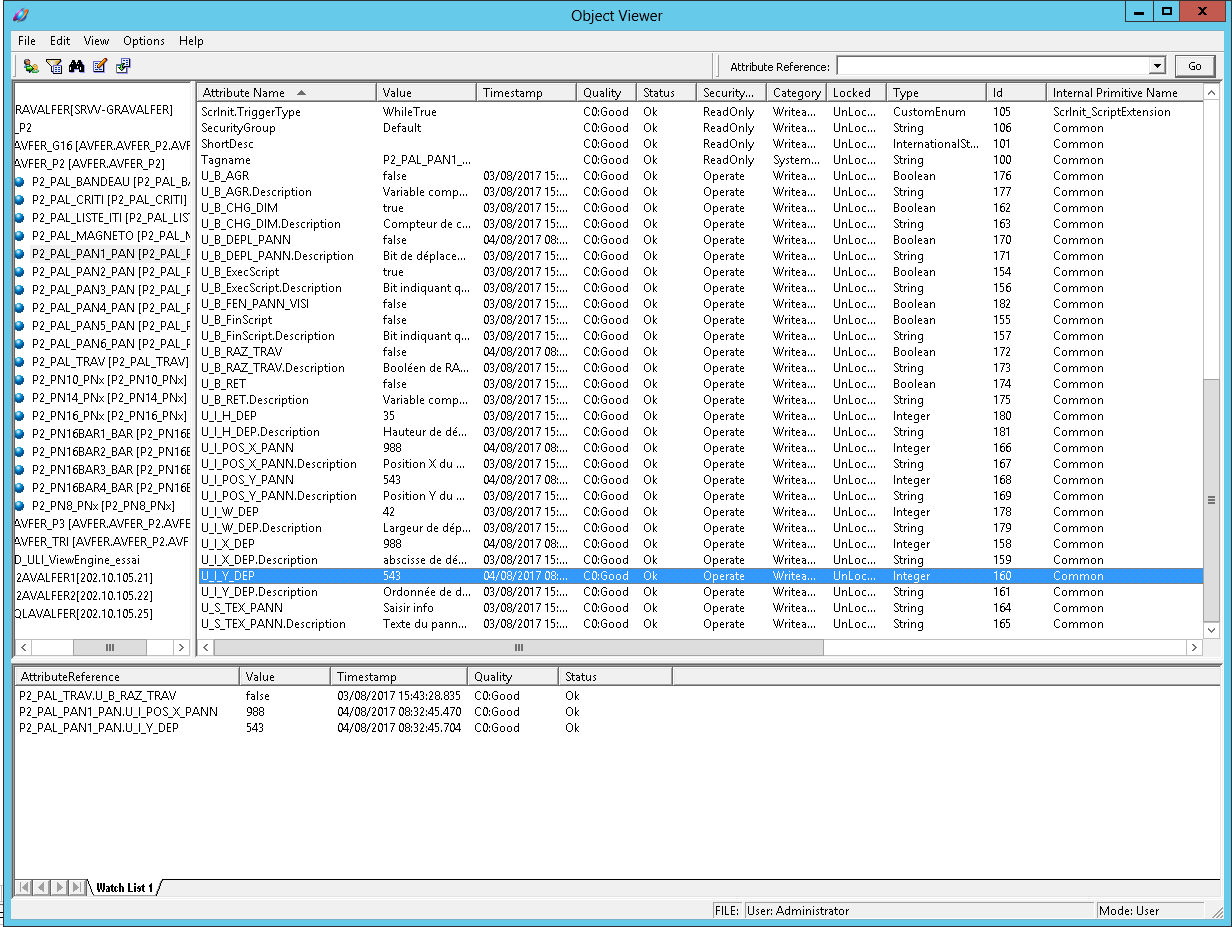 Object Viewer
File Edit View Options Help
Attribute Reference: Go
RAVALFER[SRVV-GRAVALFER]
_P2
AVFER_G16 [AVFER.AVFER_P2.AVF
AVFER_P2 [AVFER.AVFER_P2]
P2_PAL_BANDEAU [P2_PAL_BA
P2_PAL_CRITI [P2_PAL_CRITI]
P2_PAL_LISTE_ITI [P2_PAL_LIS
P2_PAL_MAGNETO [P2_PAL_M
P2_PAL_PAN1_PAN [P2_PAL_P
P2_PAL_PAN2_PAN [P2_PAL_P
P2_PAL_PAN3_PAN [P2_PAL_P
P2_PAL_PAN4_PAN [P2_PAL_P
P2_PAL_PAN5_PAN [P2_PAL_P
P2_PAL_PAN6_PAN [P2_PAL_P
P2_PAL_TRAV [P2_PAL_TRAV]
P2_PN10_PNx [P2_PN10_PNx]
P2_PN14_PNx [P2_PN14_PNx]
P2_PN16_PNx [P2_PN16_PNx]
P2_PN16BAR1_BAR [P2_PN16B
P2_PN16BAR2_BAR [P2_PN16B
P2_PN16BAR3_BAR [P2_PN16B
P2_PN16BAR4_BAR [P2_PN16B
P2_PN8_PNx [P2_PN8_PNx]
AVFER_P3 [AVFER.AVFER_P2.AVFE
AVFER_TRI [AVFER.AVFER_P2.AVF
D_ULI_ViewEngine_essai
2AVALFER1[202.10.105.21]
2AVALFER2[202.10.105.22]
QLAVALFER[202.10.105.25]
Attribute Name Value Timestamp Quality Status Security... Category Locked Type Id Internal Primitive Name
ScrInit.TriggerType WhileTrue C0:Good Ok ReadOnly Writea... UnLoc... CustomEnum 105 ScrInit_ScriptExtension
SecurityGroup Default C0:Good Ok ReadOnly Writea... UnLoc... String 106 Common
ShortDesc C0:Good Ok ReadOnly Writea... UnLoc... InternationalSt... 101 Common
Tagname P2_PAL_PAN1_... C0:Good Ok ReadOnly System... UnLoc... String 100 Common
U_B_AGR false 03/08/2017 15:... C0:Good Ok Operate Writea... UnLoc... Boolean 176 Common
U_B_AGR.Description Variable comp... 03/08/2017 15:... C0:Good Ok Operate Writea... UnLoc... String 177 Common
U_B_CHG_DIM true 03/08/2017 15:... C0:Good Ok Operate Writea... UnLoc... Boolean 162 Common
U_B_CHG_DIM.Description Compteur de c... 03/08/2017 15:... C0:Good Ok Operate Writea... UnLoc... String 163 Common
U_B_DEPL_PANN false 04/08/2017 08:... C0:Good Ok Operate Writea... UnLoc... Boolean 170 Common
U_B_DEPL_PANN.Description Bit de déplace... 03/08/2017 15:... C0:Good Ok Operate Writea... UnLoc... String 171 Common
U_B_ExecScript true 03/08/2017 15:... C0:Good Ok Operate Writea... UnLoc... Boolean 154 Common
U_B_ExecScript.Description Bit indiquant q... 03/08/2017 15:... C0:Good Ok Operate Writea... UnLoc... String 156 Common
U_B_FEN_PANN_VISI false 03/08/2017 15:... C0:Good Ok Operate Writea... UnLoc... Boolean 182 Common
U_B_FinScript false 03/08/2017 15:... C0:Good Ok Operate Writea... UnLoc... Boolean 155 Common
U_B_FinScript.Description Bit indiquant q... 03/08/2017 15:... C0:Good Ok Operate Writea... UnLoc... String 157 Common
U_B_RAZ_TRAV false 04/08/2017 08:... C0:Good Ok Operate Writea... UnLoc... Boolean 172 Common
U_B_RAZ_TRAV.Description Booléen de RA... 03/08/2017 15:... C0:Good Ok Operate Writea... UnLoc... String 173 Common
U_B_RET false 03/08/2017 15:... C0:Good Ok Operate Writea... UnLoc... Boolean 174 Common
U_B_RET.Description Variable comp... 03/08/2017 15:... C0:Good Ok Operate Writea... UnLoc... String 175 Common
U_I_H_DEP 35 03/08/2017 15:... C0:Good Ok Operate Writea... UnLoc... Integer 180 Common
U_I_H_DEP.Description Hauteur de dé... 03/08/2017 15:... C0:Good Ok Operate Writea... UnLoc... String 181 Common
U_I_POS_X_PANN 988 04/08/2017 08:... C0:Good Ok Operate Writea... UnLoc... Integer 166 Common
U_I_POS_X_PANN.Description Position X du ... 03/08/2017 15:... C0:Good Ok Operate Writea... UnLoc... String 167 Common
U_I_POS_Y_PANN 543 04/08/2017 08:... C0:Good Ok Operate Writea... UnLoc... Integer 168 Common
U_I_POS_Y_PANN.Description Position Y du ... 03/08/2017 15:... C0:Good Ok Operate Writea... UnLoc... String 169 Common
U_I_W_DEP 42 03/08/2017 15:... C0:Good Ok Operate Writea... UnLoc... Integer 178 Common
U_I_W_DEP.Description Largeur de dép... 03/08/2017 15:... C0:Good Ok Operate Writea... UnLoc... String 179 Common
U_I_X_DEP 988 04/08/2017 08:... C0:Good Ok Operate Writea... UnLoc... Integer 158 Common
U_I_X_DEP.Description abscisse de dé... 03/08/2017 15:... C0:Good Ok Operate Writea... UnLoc... String 159 Common
U_I_Y_DEP 543 04/08/2017 08:... C0:Good Ok Operate Writea... UnLoc... Integer 160 Common
U_I_Y_DEP.Description Ordonnée de d... 03/08/2017 15:... C0:Good Ok Operate Writea... UnLoc... String 161 Common
U_S_TEX_PANN Saisir info 03/08/2017 15:... C0:Good Ok Operate Writea... UnLoc... String 164 Common
U_S_TEX_PANN.Description Texte du pann... 03/08/2017 15:... C0:Good Ok Operate Writea... UnLoc... String 165 Common
AttributeReference Value Timestamp Quality Status
P2_PAL_TRAV.U_B_RAZ_TRAV false 03/08/2017 15:43:28.835 C0:Good Ok
P2_PAL_PAN1_PAN.U_I_POS_X_PANN 988 04/08/2017 08:32:45.470 C0:Good Ok
P2_PAL_PAN1_PAN.U_I_Y_DEP 543 04/08/2017 08:32:45.704 C0:Good Ok
Watch List 1
FILE: User: Administrator Mode: User